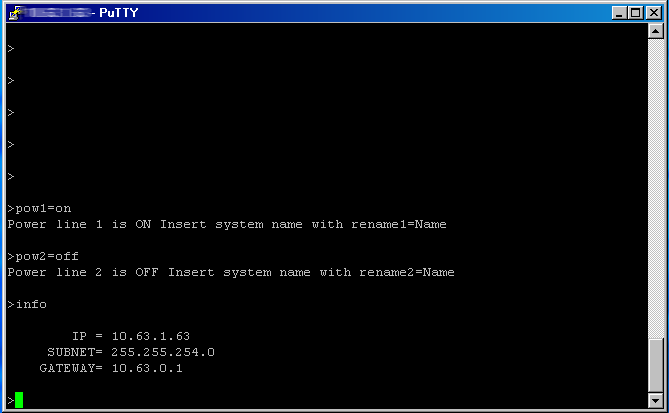 - PuTTY
>
>
>
>
>
>pow1=on
Power line 1 is ON Insert system name with rename1=Name
>pow2=off
Power line 2 is OFF Insert system name with rename2=Name
>info
IP = 10.63.1.63
SUBNET= 255.255.254.0
GATEWAY= 10.63.0.1
>